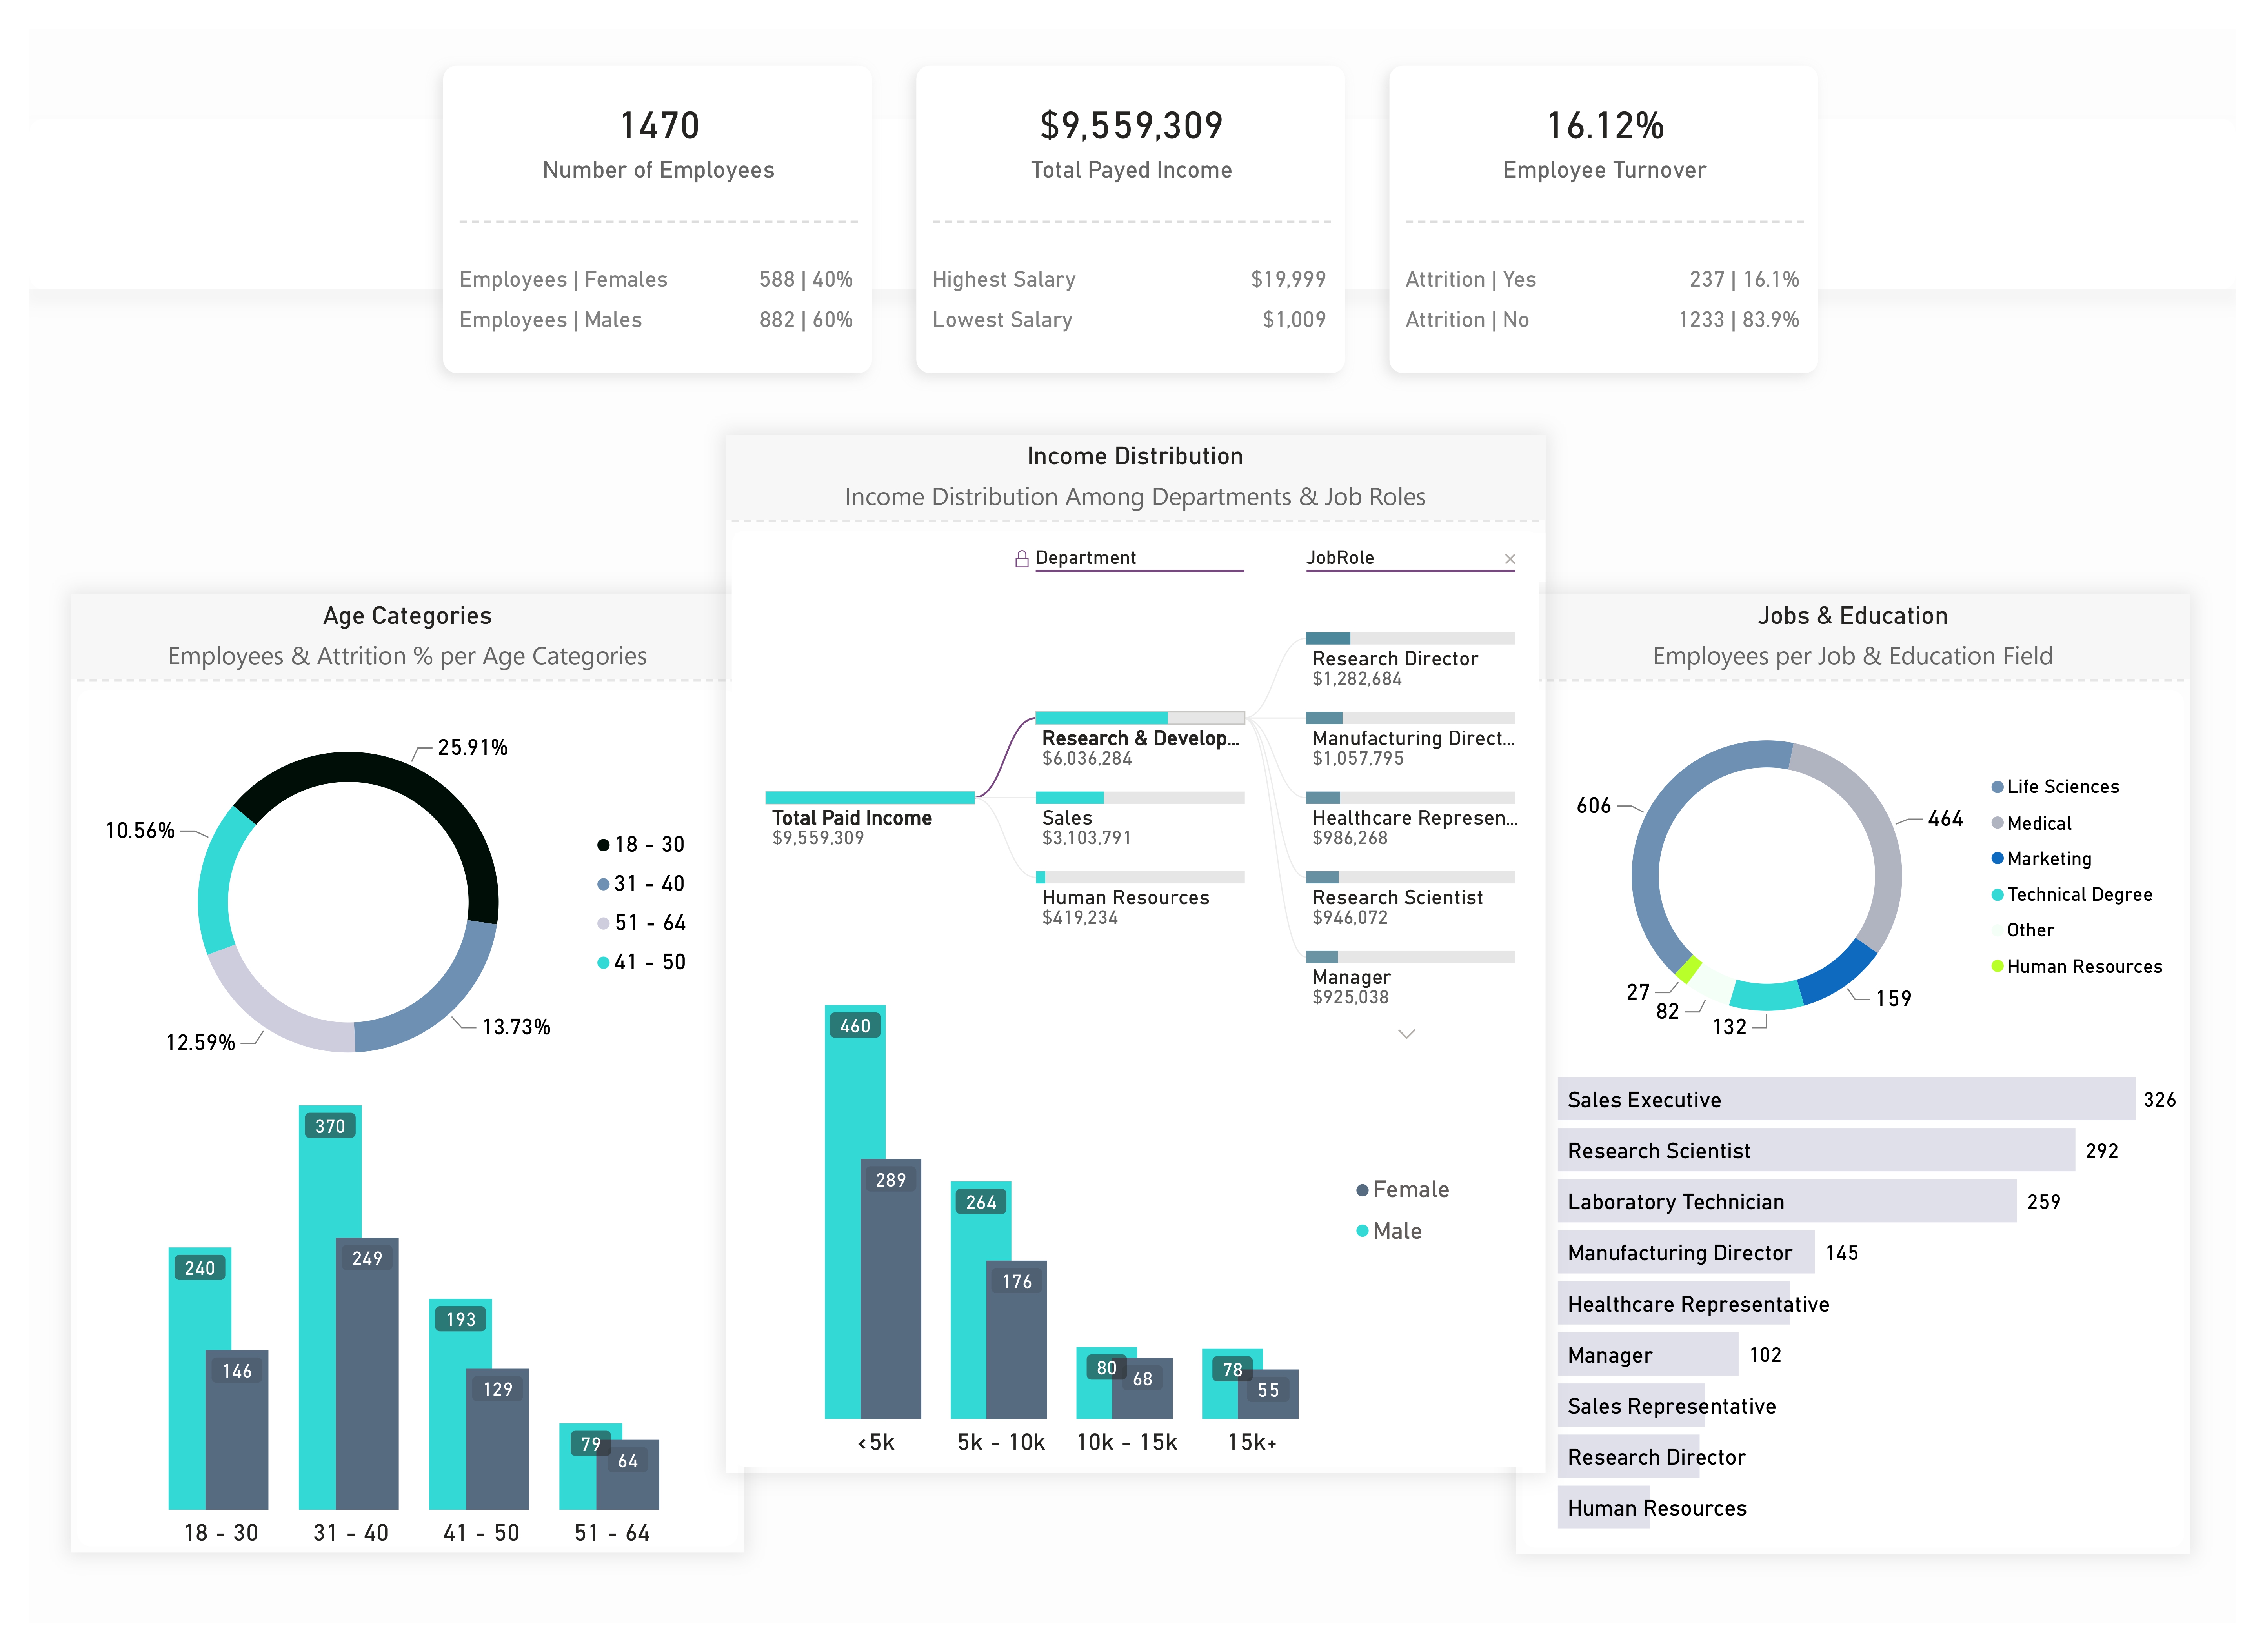 1470
Number of Employees
Employees | Females 588 | 40%
Employees | Males 882 | 60%
$9,559,309
Total Payed Income
Highest Salary $19,999
Lowest Salary $1,009
16.12%
Employee Turnover
Attrition | Yes 237 | 16.1%
Attrition | No 1233 | 83.9%
Age Categories
Employees & Attrition % per Age Categories
25.91%
10.56%
12.59%
13.73%
18 - 30
31 - 40
51 - 64
41 - 50
240
146
370
249
193
129
79
64
18 - 30
31 - 40
41 - 50
51 - 64
Income Distribution
Income Distribution Among Departments & Job Roles
Department
JobRole
Total Paid Income
$9,559,309
Research & Develop...
$6,036,284
Sales
$3,103,791
Human Resources
$419,234
Research Director
$1,282,684
Manufacturing Direct...
$1,057,795
Healthcare Represen...
$986,268
Research Scientist
$946,072
Manager
$925,038
460
289
264
176
80
68
78
55
<5k
5k - 10k
10k - 15k
15k+
Female
Male
Jobs & Education
Employees per Job & Education Field
606
464
27
82
132
159
Life Sciences
Medical
Marketing
Technical Degree
Other
Human Resources
Sales Executive 326
Research Scientist 292
Laboratory Technician 259
Manufacturing Director 145
Healthcare Representative
Manager 102
Sales Representative
Research Director
Human Resources